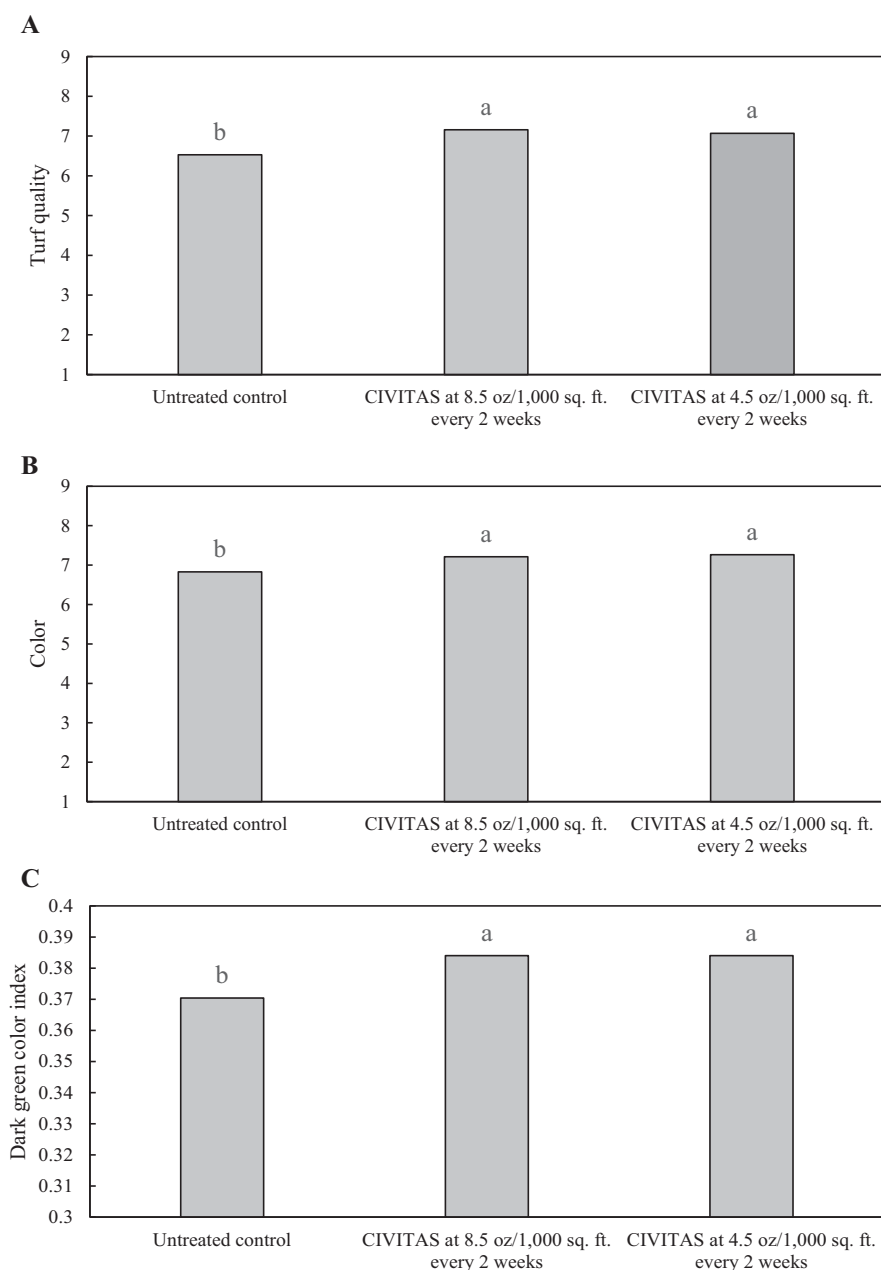 A
9
8
7
6
5
4
3
2
1
Turf quality
b
a
a
Untreated control
CIVITAS at 8.5 oz/1,000 sq. ft.
every 2 weeks
CIVITAS at 4.5 oz/1,000 sq. ft.
every 2 weeks
B
9
8
7
6
5
4
3
2
1
Color
b
a
a
Untreated control
CIVITAS at 8.5 oz/1,000 sq. ft.
every 2 weeks
CIVITAS at 4.5 oz/1,000 sq. ft.
every 2 weeks
C
0.4
0.39
0.38
0.37
0.36
0.35
0.34
0.33
0.32
0.31
0.3
Dark green color index
b
a
a
Untreated control
CIVITAS at 8.5 oz/1,000 sq. ft.
every 2 weeks
CIVITAS at 4.5 oz/1,000 sq. ft.
every 2 weeks